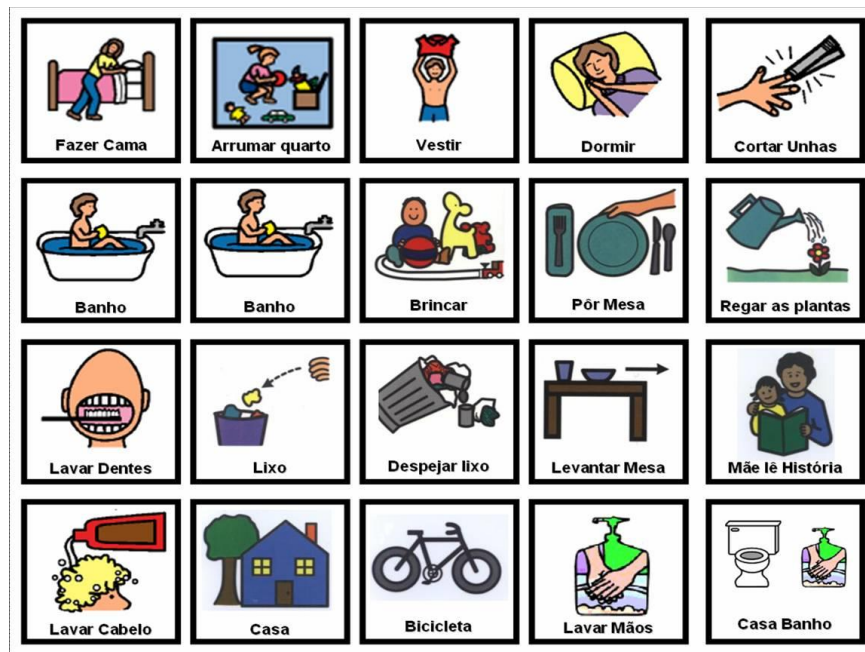 Fazer Cama
Arrumar quarto
Vestir
Dormir
Cortar Unhas
Banho
Banho
Brincar
Pôr Mesa
Regar as plantas
Lavar Dentes
Lixo
Despejar lixo
Levantar Mesa
Mãe lê História
Lavar Cabelo
Casa
Bicicleta
Lavar Mãos
Casa Banho